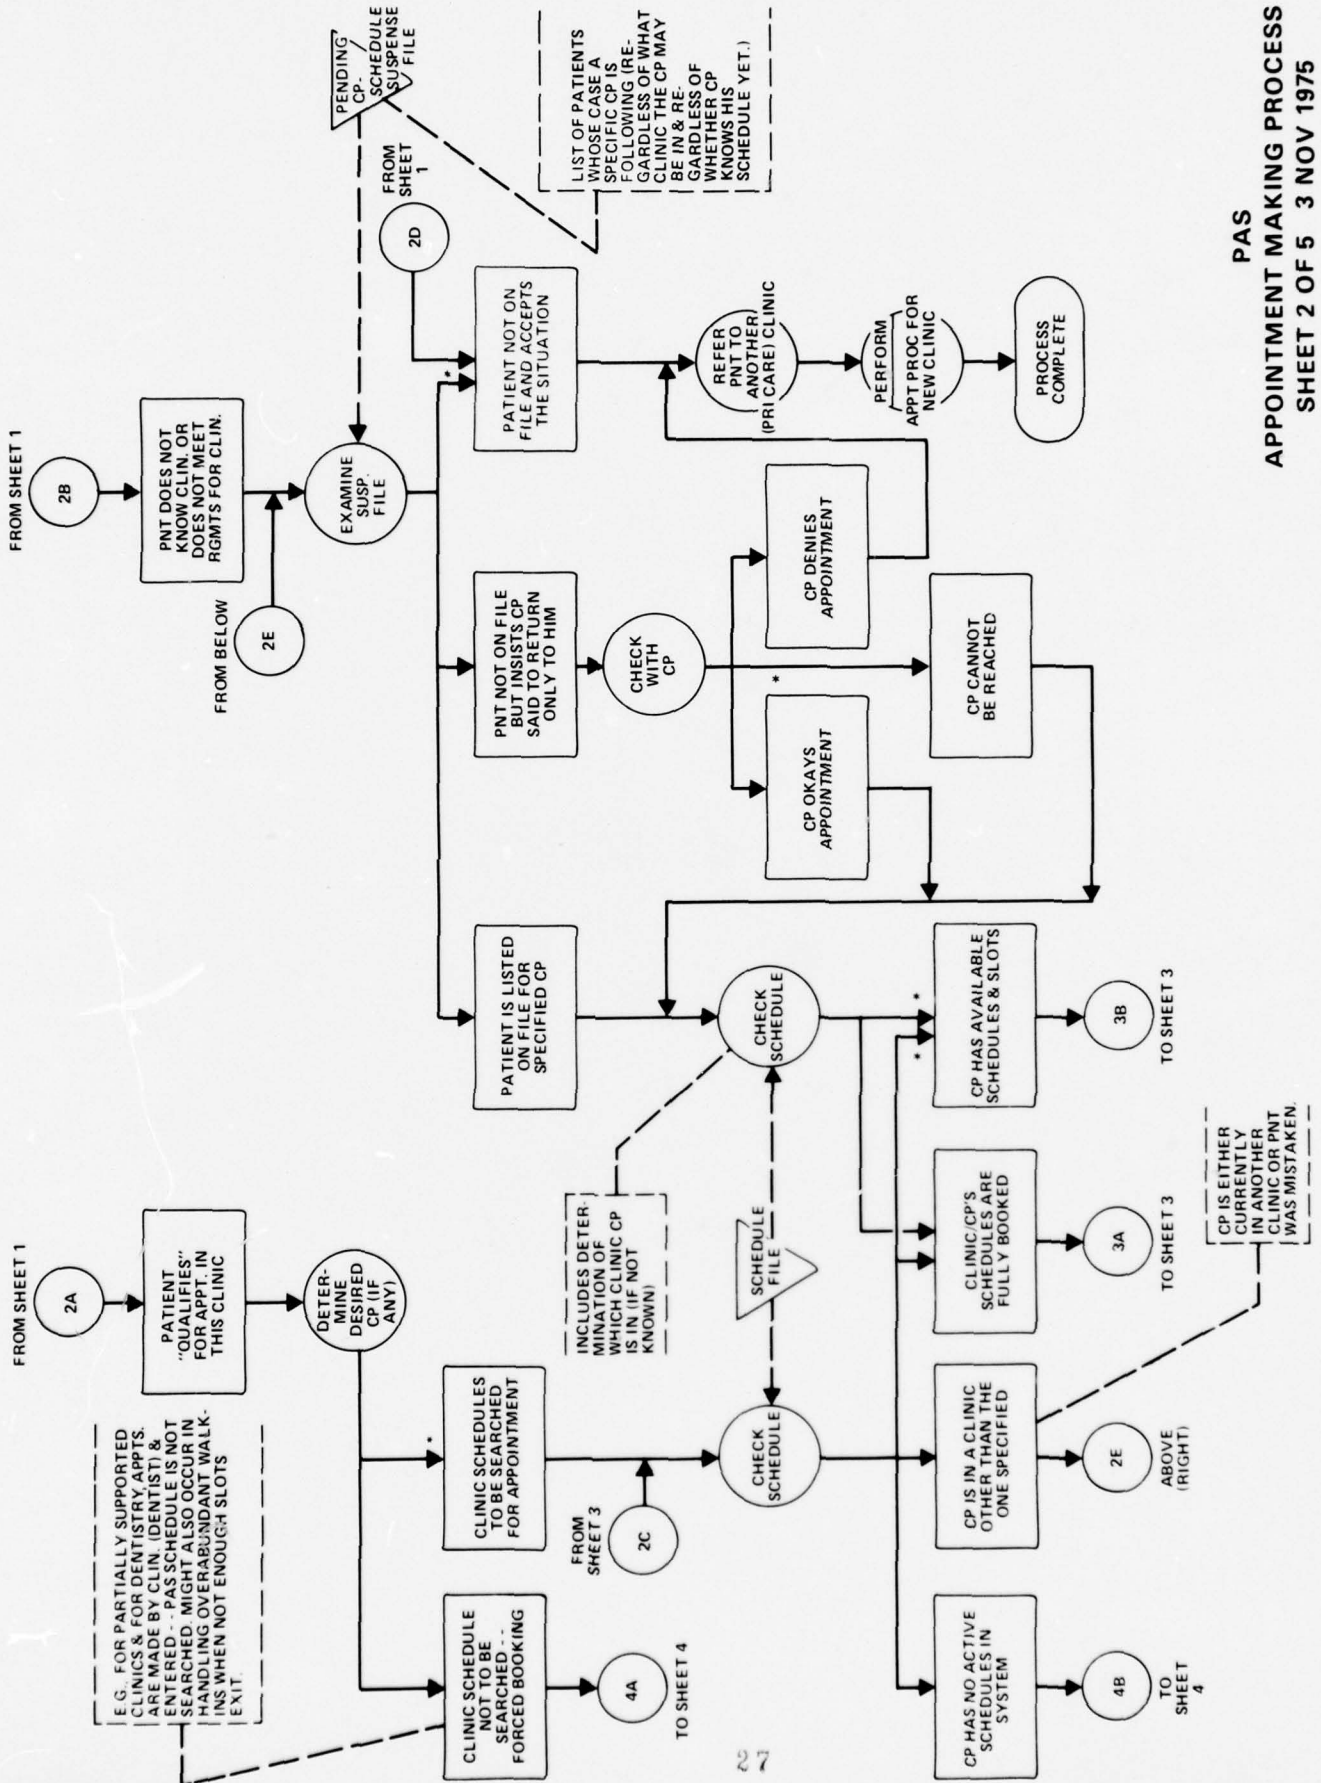 FROM SHEET 1
2B
PNT DOES NOT
KNOW CLIN. OR
DOES NOT MEET
RGMTS FOR CLIN.
FROM BELOW
2E
EXAMINE
SUSP.
FILE
PENDING
CP-
SCHEDULE
SUSPENSE
FILE
LIST OF PATIENTS
WHOSE CASE A
SPECIFIC CP IS
FOLLOWING (RE-
GARDLESS OF WHAT
CLINIC THE CP MAY
BE IN & RE-
GARDLESS OF
WHETHER CP
KNOWS HIS
SCHEDULE YET.)
FROM
SHEET
1
2D
*
PATIENT NOT ON
FILE AND ACCEPTS
THE SITUATION
REFER
PNT TO
ANOTHER
(PRI CARE) CLINIC
PERFORM
APPT PROC FOR
NEW CLINIC
PROCESS
COMPLETE
PNT NOT ON FILE
BUT INSISTS CP
SAID TO RETURN
ONLY TO HIM
CHECK
WITH
CP
*
CP DENIES
APPOINTMENT
CP OKAYS
APPOINTMENT
CP CANNOT
BE REACHED
PATIENT IS LISTED
ON FILE FOR
SPECIFIED CP
CHECK
SCHEDULE
INCLUDES DETER-
MINATION OF
WHICH CLINIC CP
IS IN (IF NOT
KNOWN)
SCHEDULE
FILE
*
*
CP HAS AVAILABLE
SCHEDULES & SLOTS
3B
TO SHEET 3
CLINIC/CP'S
SCHEDULES ARE
FULLY BOOKED
3A
TO SHEET 3
FROM SHEET 1
2A
PATIENT
"QUALIFIES"
FOR APPT. IN
THIS CLINIC
DETER-
MINE
DESIRED
CP (IF
ANY)
E.G., FOR PARTIALLY SUPPORTED
CLINICS & FOR DENTISTRY, APPTS.
ARE MADE BY CLIN. (DENTIST) &
ENTERED - - PAS SCHEDULE IS NOT
SEARCHED. MIGHT ALSO OCCUR IN
HANDLING OVERABUNDANT WALK-
INS WHEN NOT ENOUGH SLOTS
EXIT.
*
CLINIC SCHEDULES
TO BE SEARCHED
FOR APPOINTMENT
CLINIC SCHEDULE
NOT TO BE
SEARCHED - -
FORCED BOOKING
4A
TO SHEET 4
FROM
SHEET 3
2C
CHECK
SCHEDULE
CP IS IN A CLINIC
OTHER THAN THE
ONE SPECIFIED
2E
ABOVE
(RIGHT)
CP IS EITHER
CURRENTLY
IN ANOTHER
CLINIC OR PNT
WAS MISTAKEN.
CP HAS NO ACTIVE
SCHEDULES IN
SYSTEM
4B
TO
SHEET
4
PAS
APPOINTMENT MAKING PROCESS
SHEET 2 OF 5 3 NOV 1975
27